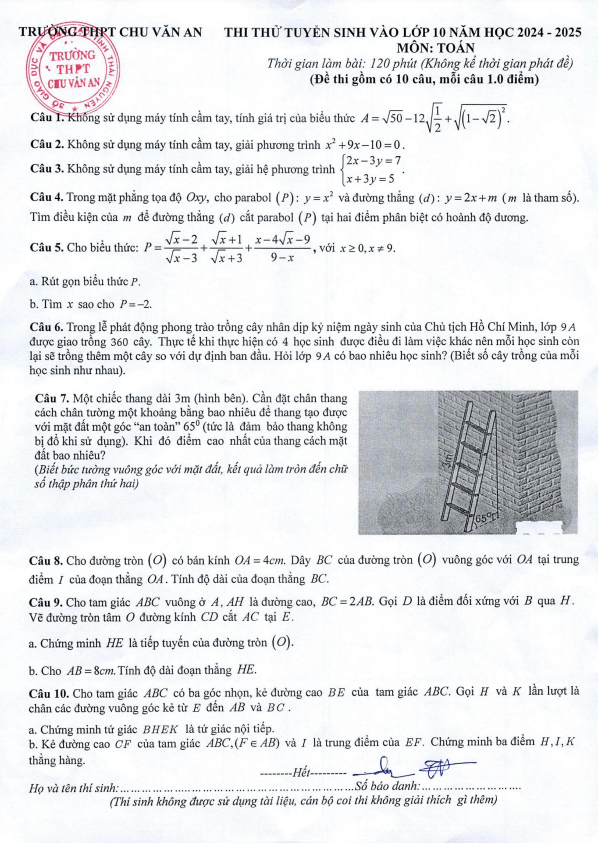 TRƯỜNG THPT CHU VĂN AN
THI THỬ TUYỂN SINH VÀO LỚP 10 NĂM HỌC 2024 - 2025
MÔN: TOÁN
Thời gian làm bài: 120 phút (Không kể thời gian phát đề)
(Đề thi gồm có 10 câu, mỗi câu 1.0 điểm)
SỞ GIÁO DỤC VÀ ĐÀO TẠO TỈNH THÁI NGUYÊN
TRƯỜNG
THPT
CHU VĂN AN
Câu 1. Không sử dụng máy tính cầm tay, tính giá trị của biểu thức A = √50 − 12√(1/2) + √((1−√2)²).
Câu 2. Không sử dụng máy tính cầm tay, giải phương trình x² + 9x − 10 = 0.
Câu 3. Không sử dụng máy tính cầm tay, giải hệ phương trình {2x − 3y = 7
x + 3y = 5.
Câu 4. Trong mặt phẳng tọa độ Oxy, cho parabol (P): y = x² và đường thẳng (d): y = 2x + m (m là tham số).
Tìm điều kiện của m để đường thẳng (d) cắt parabol (P) tại hai điểm phân biệt có hoành độ dương.
Câu 5. Cho biểu thức: P = (√x − 2)/(√x − 3) + (√x + 1)/(√x + 3) + (x − 4√x − 9)/(9 − x), với x ≥ 0, x ≠ 9.
a. Rút gọn biểu thức P.
b. Tìm x sao cho P = −2.
Câu 6. Trong lễ phát động phong trào trồng cây nhân dịp kỷ niệm ngày sinh của Chủ tịch Hồ Chí Minh, lớp 9A
được giao trồng 360 cây. Thực tế khi thực hiện có 4 học sinh được điều đi làm việc khác nên mỗi học sinh còn
lại sẽ trồng thêm một cây so với dự định ban đầu. Hỏi lớp 9A có bao nhiêu học sinh? (Biết số cây trồng của mỗi
học sinh như nhau).
Câu 7. Một chiếc thang dài 3m (hình bên). Cần đặt chân thang
cách chân tường một khoảng bằng bao nhiêu để thang tạo được
với mặt đất một góc “an toàn” 65⁰ (tức là đảm bảo thang không
bị đổ khi sử dụng). Khi đó điểm cao nhất của thang cách mặt
đất bao nhiêu?
(Biết bức tường vuông góc với mặt đất, kết quả làm tròn đến chữ
số thập phân thứ hai)
3m
65°
Câu 8. Cho đường tròn (O) có bán kính OA = 4cm. Dây BC của đường tròn (O) vuông góc với OA tại trung
điểm I của đoạn thẳng OA. Tính độ dài của đoạn thẳng BC.
Câu 9. Cho tam giác ABC vuông ở A, AH là đường cao, BC = 2AB. Gọi D là điểm đối xứng với B qua H.
Vẽ đường tròn tâm O đường kính CD cắt AC tại E.
a. Chứng minh HE là tiếp tuyến của đường tròn (O).
b. Cho AB = 8cm. Tính độ dài đoạn thẳng HE.
Câu 10. Cho tam giác ABC có ba góc nhọn, kẻ đường cao BE của tam giác ABC. Gọi H và K lần lượt là
chân các đường vuông góc kẻ từ E đến AB và BC.
a. Chứng minh tứ giác BHEK là tứ giác nội tiếp.
b. Kẻ đường cao CF của tam giác ABC, (F ∈ AB) và I là trung điểm của EF. Chứng minh ba điểm H, I, K
thẳng hàng.
--------Hết---------
Họ và tên thí sinh:..................................................Số báo danh:.........................
(Thí sinh không được sử dụng tài liệu, cán bộ coi thi không giải thích gì thêm)